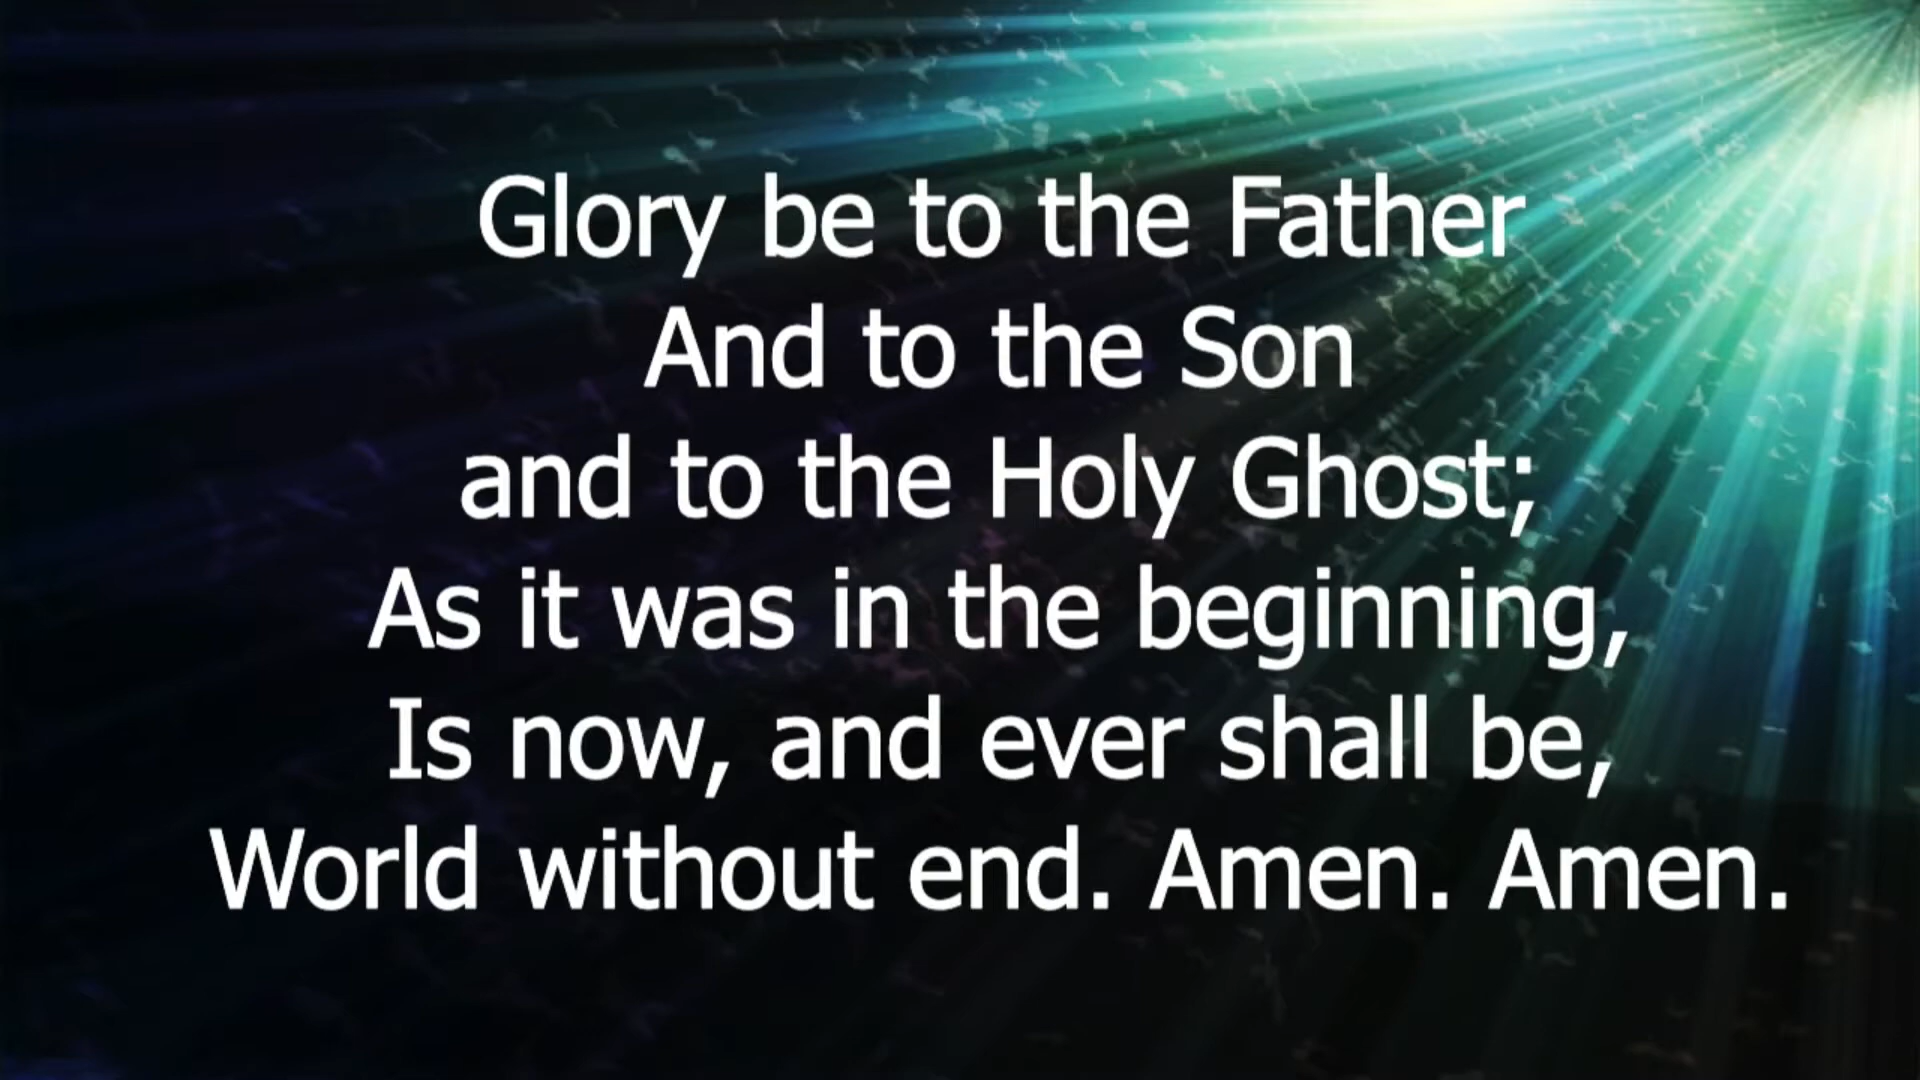 Glory be to the Father
And to the Son
and to the Holy Ghost;
As it was in the beginning,
Is now, and ever shall be,
World without end. Amen. Amen.